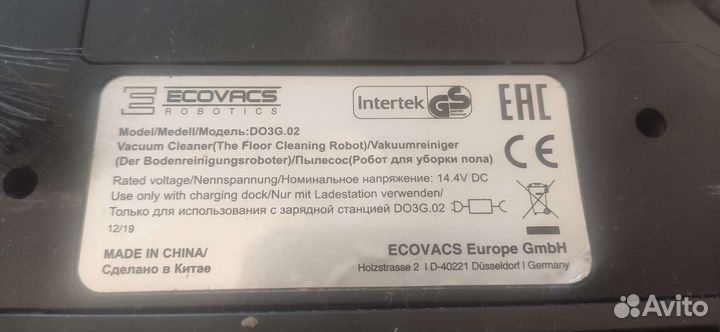 ECOVACS
ROBOTICS
Intertek
GS
geprüfte Sicherheit
EAC
CE
Model/Medell/Модель:DO3G.02
Vacuum Cleaner(The Floor Cleaning Robot)/Vakuumreiniger
(Der Bodenreinigungsroboter)/Пылесос(Робот для уборки пола)
Rated voltage/Nennspannung/Номинальное напряжение: 14.4V DC
Use only with charging dock/Nur mit Ladestation verwenden/
Только для использования с зарядной станцией DO3G.02
12/19
MADE IN CHINA/
Сделано в Китае
ECOVACS Europe GmbH
Holzstrasse 2 I D-40221 Düsseldorf I Germany
Avito